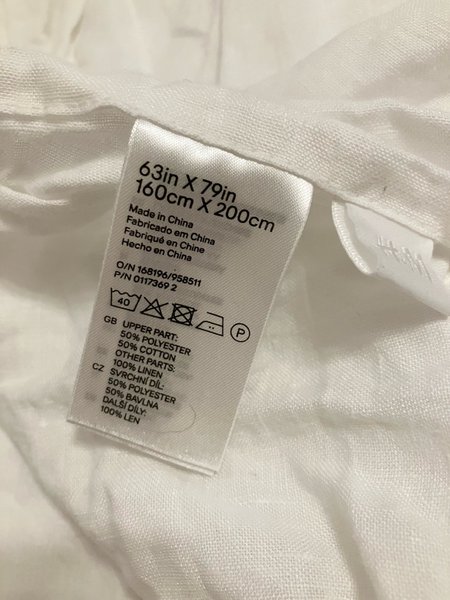 63in X 79in
160cm X 200cm
Made in China
Fabricado em China
Fabriqué en Chine
Hecho en China
O/N 168196/958511
P/N 0117369 2
40
P
GB UPPER PART:
50% POLYESTER
50% COTTON
OTHER PARTS:
100% LINEN
CZ SVRCHNÍ DÍL:
50% POLYESTER
50% BAVLNA
DALŠÍ DÍLY:
100% LEN